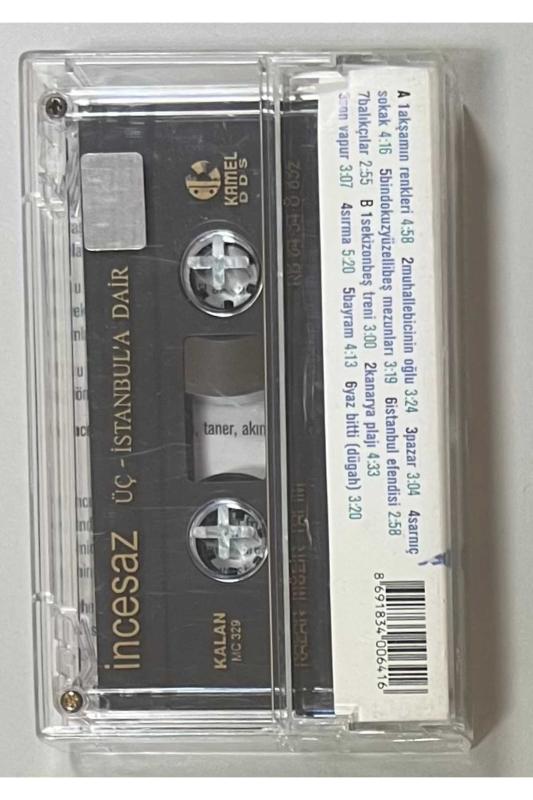 A 1akşamın renkleri 4:58 2muhallebicinin oğlu 3:24 3pazar 3:04 4sarnıç
sokak 4:16 5bindokuzyüzellibeş mezunları 3:19 6istanbul efendisi 2:58
7balıkçılar 2:55 B 1sekizonbeş treni 3:00 2kanarya plajı 4:33
3son vapur 3:07 4sırma 5:20 5bayram 4:13 6yaz bitti (dügah) 3:20
8 691834 006416
KAMEL
DDS
taner, akın
KALAN
MC 329
incesaz ÜÇ - İSTANBUL'A DAİR